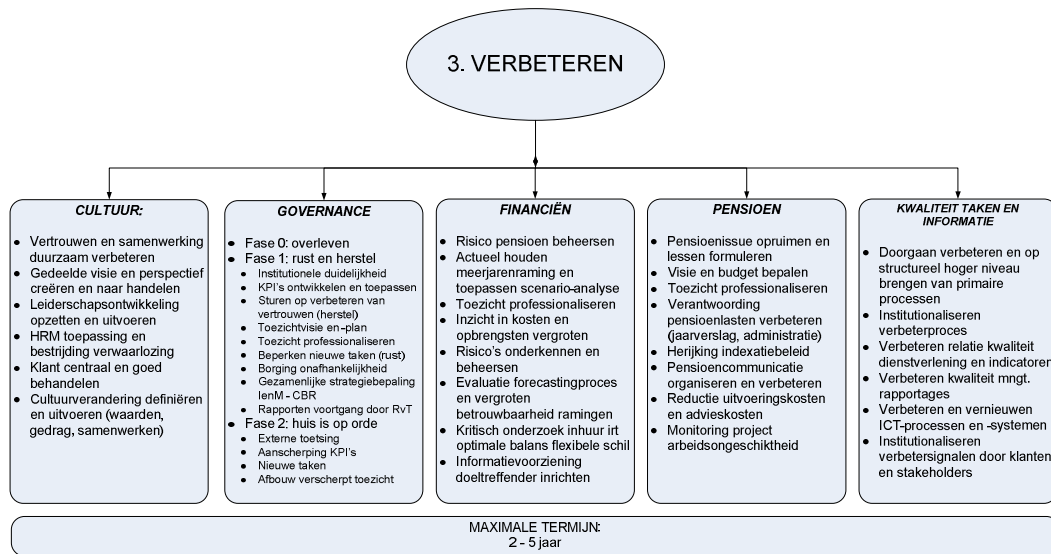 3. VERBETEREN
CULTUUR:
• Vertrouwen en samenwerking
duurzaam verbeteren
• Gedeelde visie en perspectief
creëren en naar handelen
• Leiderschapsontwikkeling
opzetten en uitvoeren
• HRM toepassing en
bestrijding verwaarlozing
• Klant centraal en goed
behandelen
• Cultuurverandering definiëren
en uitvoeren (waarden,
gedrag, samenwerken)
GOVERNANCE
• Fase 0: overleven
• Fase 1: rust en herstel
• Institutionele duidelijkheid
• KPI's ontwikkelen en toepassen
• Sturen op verbeteren van
vertrouwen (herstel)
• Toezichtvisie en-plan
• Toezicht professionaliseren
• Beperken nieuwe taken (rust)
• Borging onafhankelijkheid
• Gezamenlijke strategiebepaling
IenM - CBR
• Rapporten voortgang door RvT
• Fase 2: huis is op orde
• Externe toetsing
• Aanscherping KPI's
• Nieuwe taken
• Afbouw verscherpt toezicht
FINANCIËN
• Risico pensioen beheersen
• Actueel houden
meerjarenraming en
toepassen scenario-analyse
• Toezicht professionaliseren
• Inzicht in kosten en
opbrengsten vergroten
• Risico's onderkennen en
beheersen
• Evaluatie forecastingproces
en vergroten
betrouwbaarheid ramingen
• Kritisch onderzoek inhuur irt
optimale balans flexibele schil
• Informatievoorziening
doeltreffender inrichten
PENSIOEN
• Pensioenissue opruimen en
lessen formuleren
• Visie en budget bepalen
• Toezicht professionaliseren
• Verantwoording
pensioenlasten verbeteren
(jaarverslag, administratie)
• Herijking indexatiebeleid
• Pensioencommunicatie
organiseren en verbeteren
• Reductie uitvoeringskosten
en advieskosten
• Monitoring project
arbeidsongeschiktheid
KWALITEIT TAKEN EN
INFORMATIE
• Doorgaan verbeteren en op
structureel hoger niveau
brengen van primaire
processen
• Institutionaliseren
verbeterproces
• Verbeteren relatie kwaliteit
dienstverlening en indicatoren
• Verbeteren kwaliteit mngt.
rapportages
• Verbeteren en vernieuwen
ICT-processen en -systemen
• Institutionaliseren
verbetersignalen door klanten
en stakeholders
MAXIMALE TERMIJN:
2 - 5 jaar